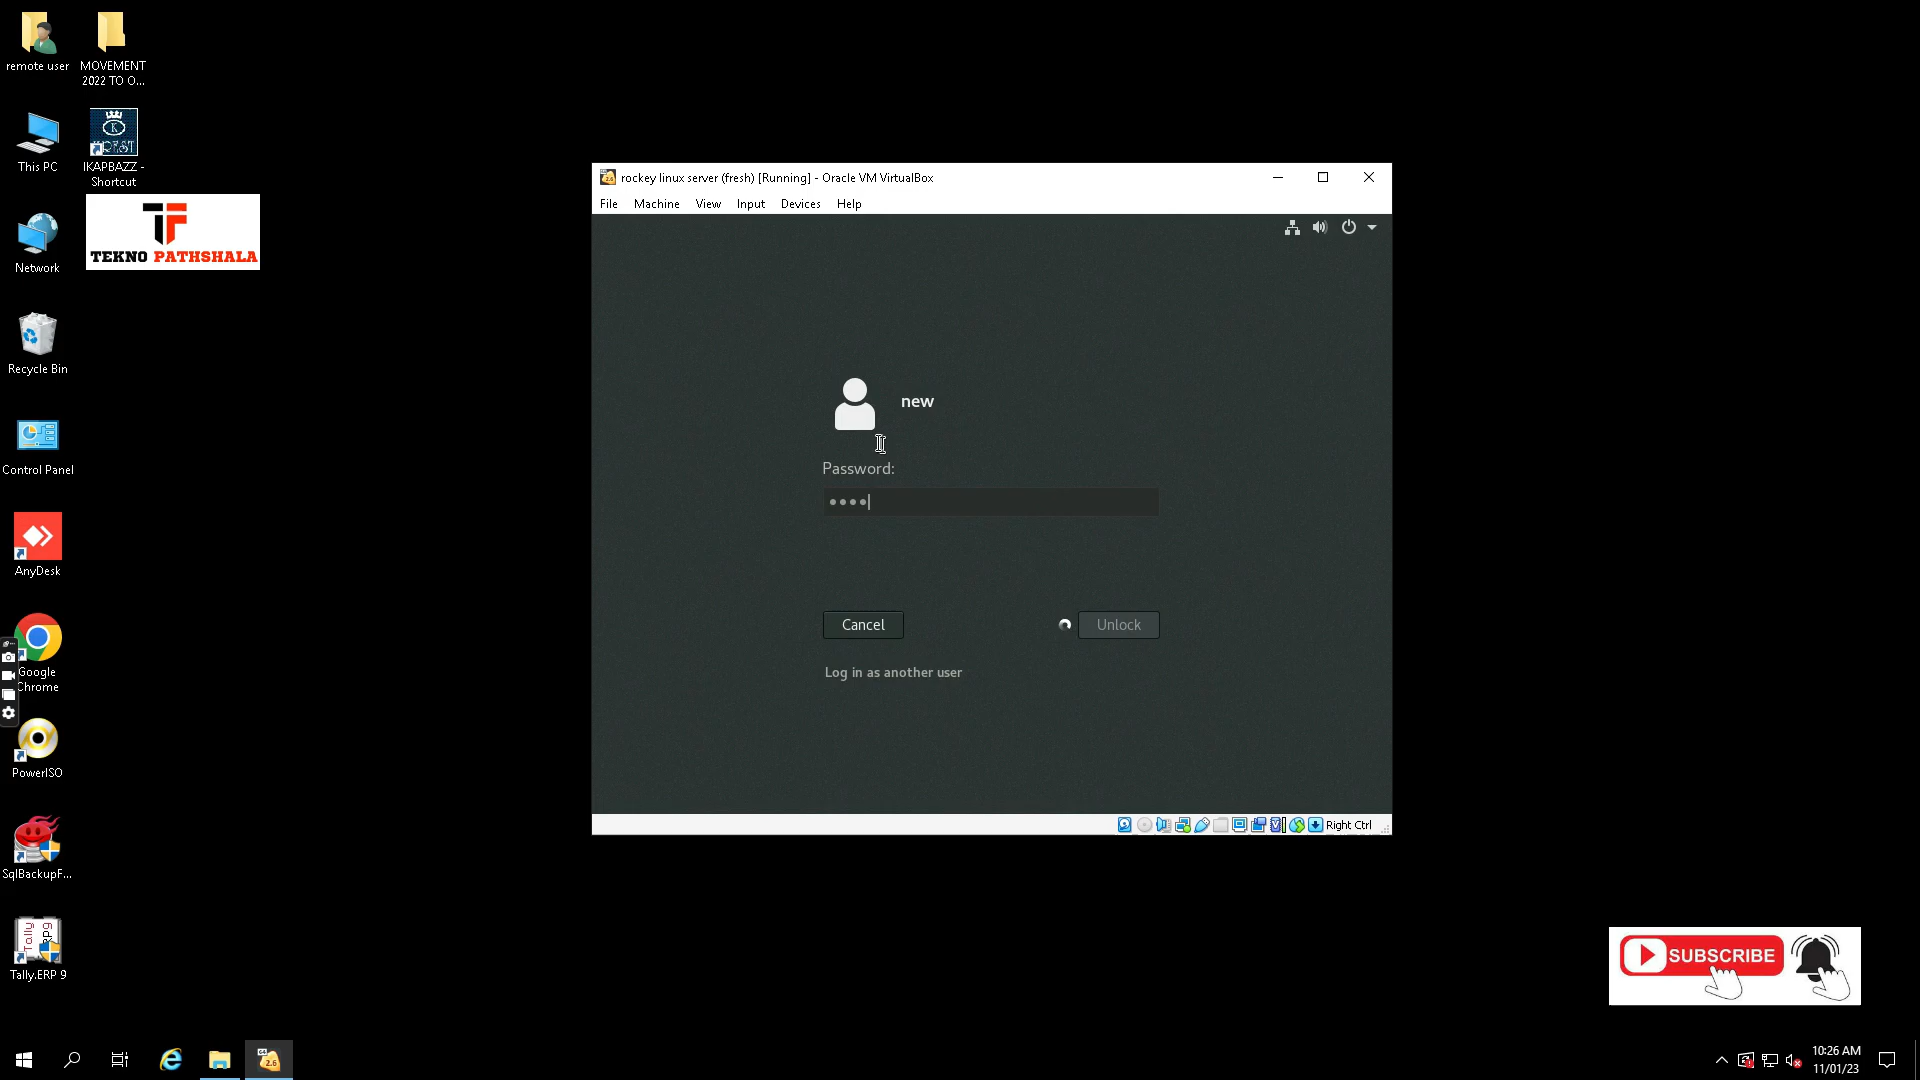 remote user
MOVEMENT
2022 TO O...
This PC
IKAPBAZZ -
Shortcut
TEKNO PATHSHALA
Network
Recycle Bin
Control Panel
AnyDesk
Google
Chrome
PowerISO
SqlBackupF...
Tally.ERP 9
rockey linux server (fresh) [Running] - Oracle VM VirtualBox
File Machine View Input Devices Help
new
Password:
Cancel
Unlock
Log in as another user
Right Ctrl
SUBSCRIBE
10:26 AM
11/01/23